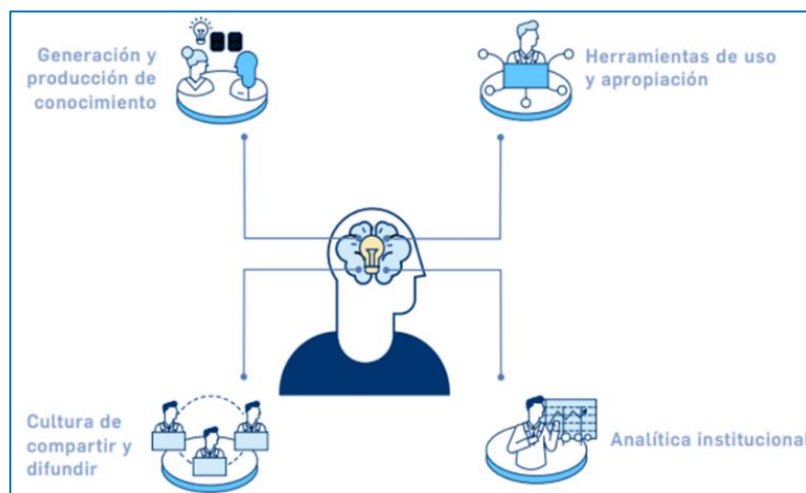 Generación y
producción de
conocimiento
Herramientas de uso
y apropiación
Cultura de
compartir y
difundir
Analítica institucional